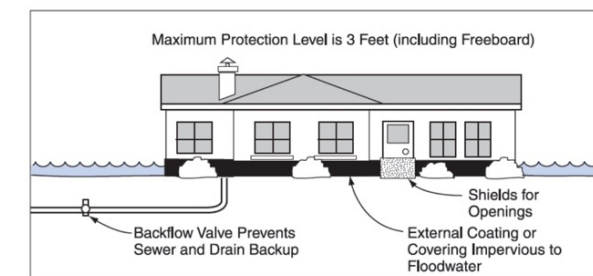 Maximum Protection Level is 3 Feet (including Freeboard)
Shields for
Openings
Backflow Valve Prevents
Sewer and Drain Backup
External Coating or
Covering Impervious to
Floodwater